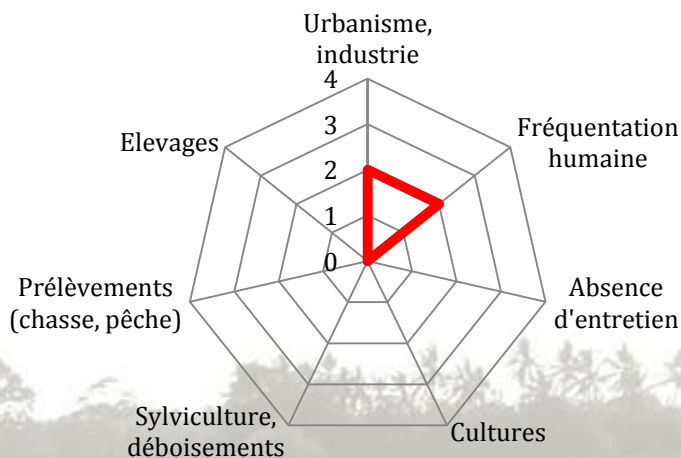 Urbanisme,
industrie
4
3
2
1
0
Fréquentation
humaine
Absence
d'entretien
Cultures
Sylviculture,
déboisements
Prélèvements
(chasse, pêche)
Elevages